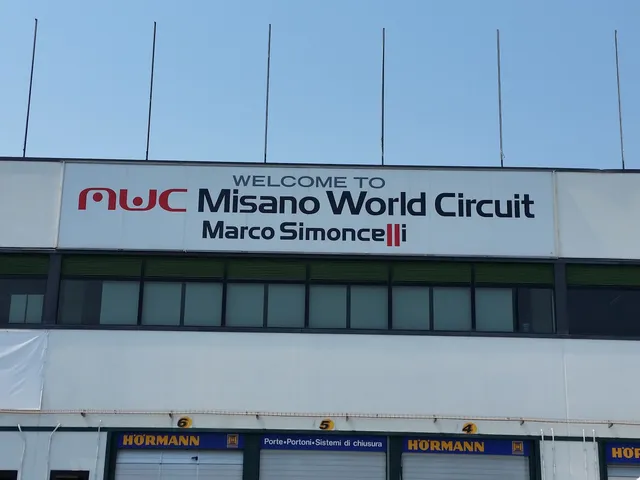 WELCOME TO
MWC Misano World Circuit
Marco Simoncelli
6 5 4
HÖRMANN Porte•Portoni•Sistemi di chiusura HÖRMANN HÖR